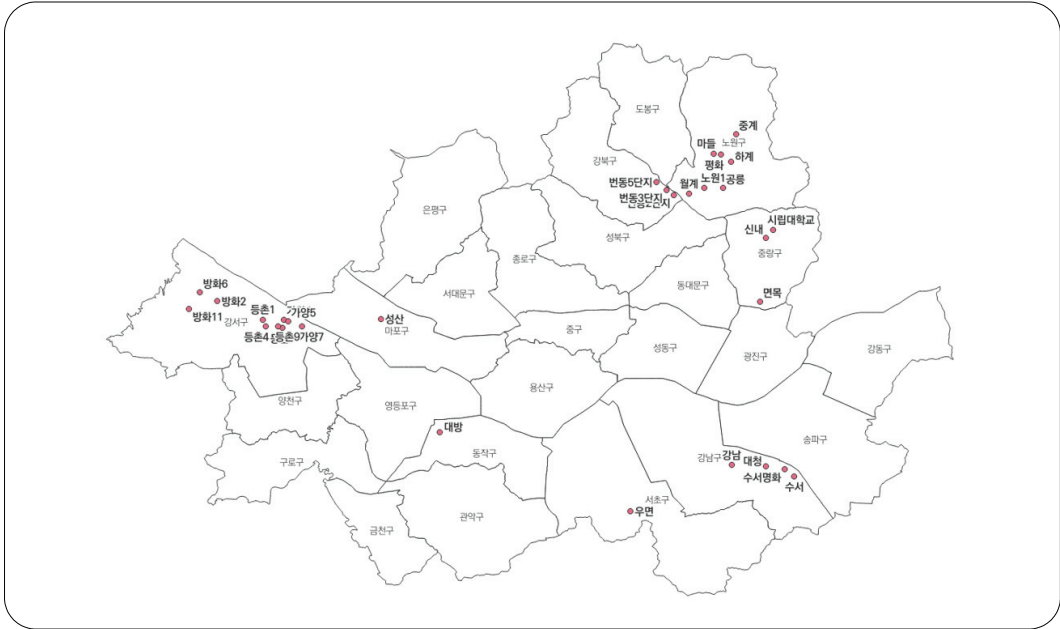 도봉구
중계
마들
노원구
하계
평화
강북구
번동5단지
월계
노원1
공릉
번동3단지
은평구
성북구
시립대학교
신내
중랑구
종로구
동대문구
서대문구
면목
방화6
방화2
방화11
강서구
등촌1
가양5
등촌4
등촌9
가양7
성산
마포구
중구
성동구
광진구
강동구
용산구
양천구
영등포구
대방
동작구
송파구
구로구
강남구
강남
대청
수서명화
수서
서초구
우면
관악구
금천구